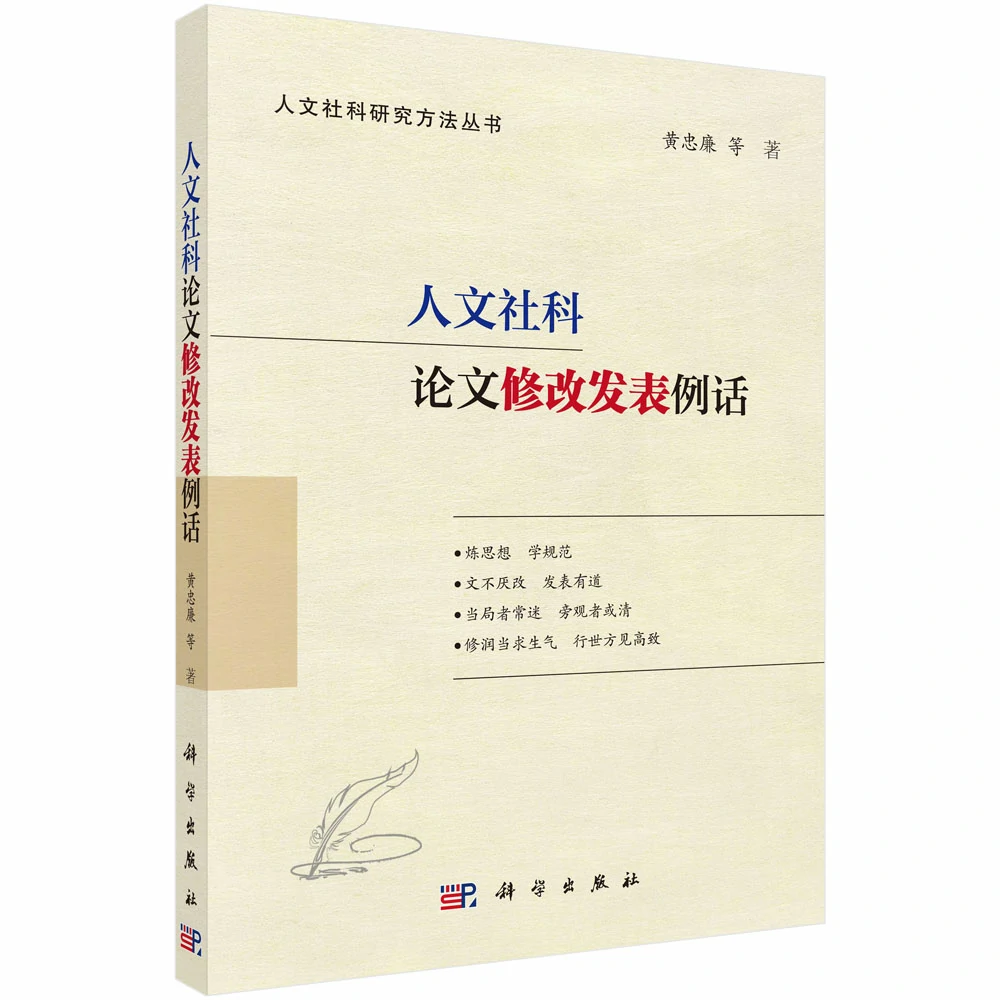 人文社科研究方法丛书
黄忠廉 等 著
人文社科
论文修改发表例话
•炼思想 学规范
•文不厌改 发表有道
•当局者常迷 旁观者或清
•修润当求生气 行世方见高致
科学出版社
人文社科论文修改发表例话
黄忠廉 等 著
科学出版社